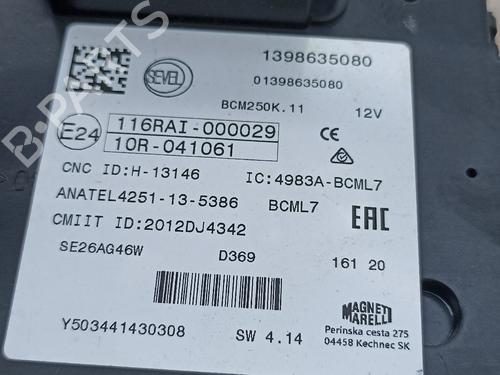 SEVEL
1398635080
01398635080
BCM250K.11 12V
E24
116RAI-000029
10R-041061
CNC ID:H-13146 IC:4983A-BCML7
ANATEL4251-13-5386 BCML7
CMIIT ID:2012DJ4342
EAC
SE26AG46W D369 161 20
MAGNETI
MARELLI
Perínska cesta 275
04458 Kechnec SK
Y503441430308 SW 4.14
B-PARTS